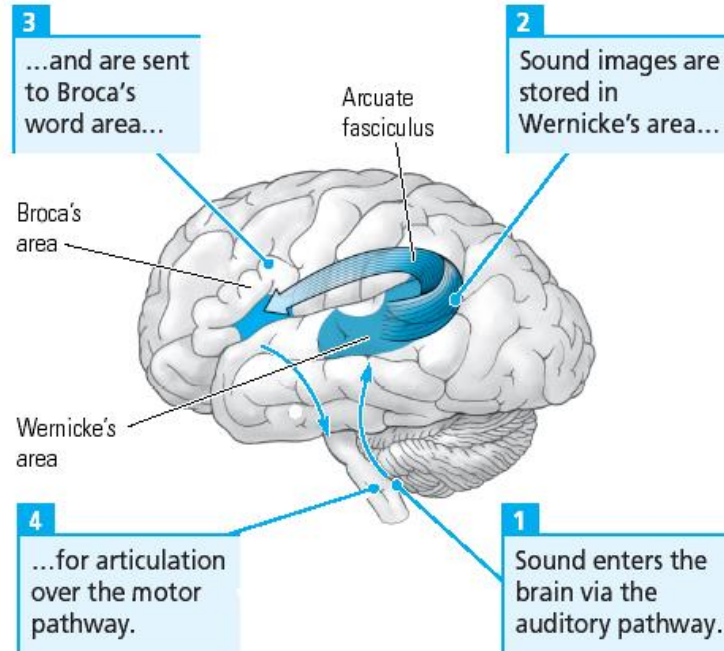 3
…and are sent
to Broca's
word area…
2
Sound images are
stored in
Wernicke's area…
Arcuate
fasciculus
Broca's
area
Wernicke's
area
4
…for articulation
over the motor
pathway.
1
Sound enters the
brain via the
auditory pathway.